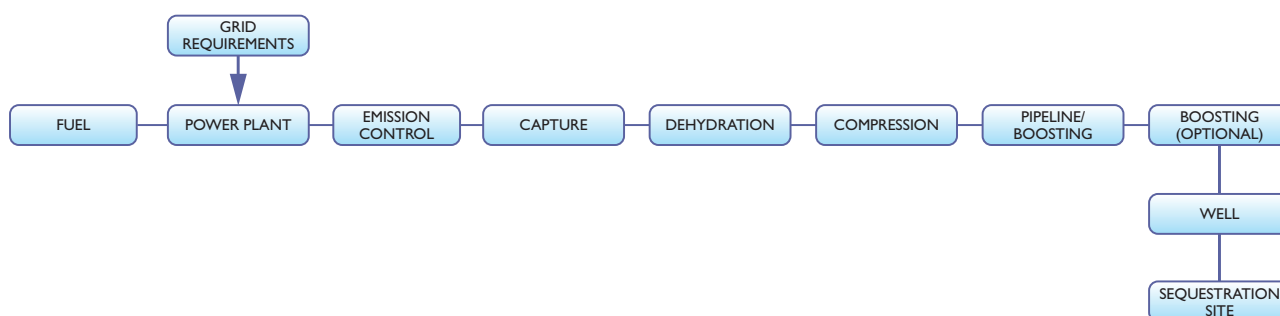 GRID
REQUIREMENTS
FUEL
POWER PLANT
EMISSION
CONTROL
CAPTURE
DEHYDRATION
COMPRESSION
PIPELINE/
BOOSTING
BOOSTING
(OPTIONAL)
WELL
SEQUESTRATION
SITE